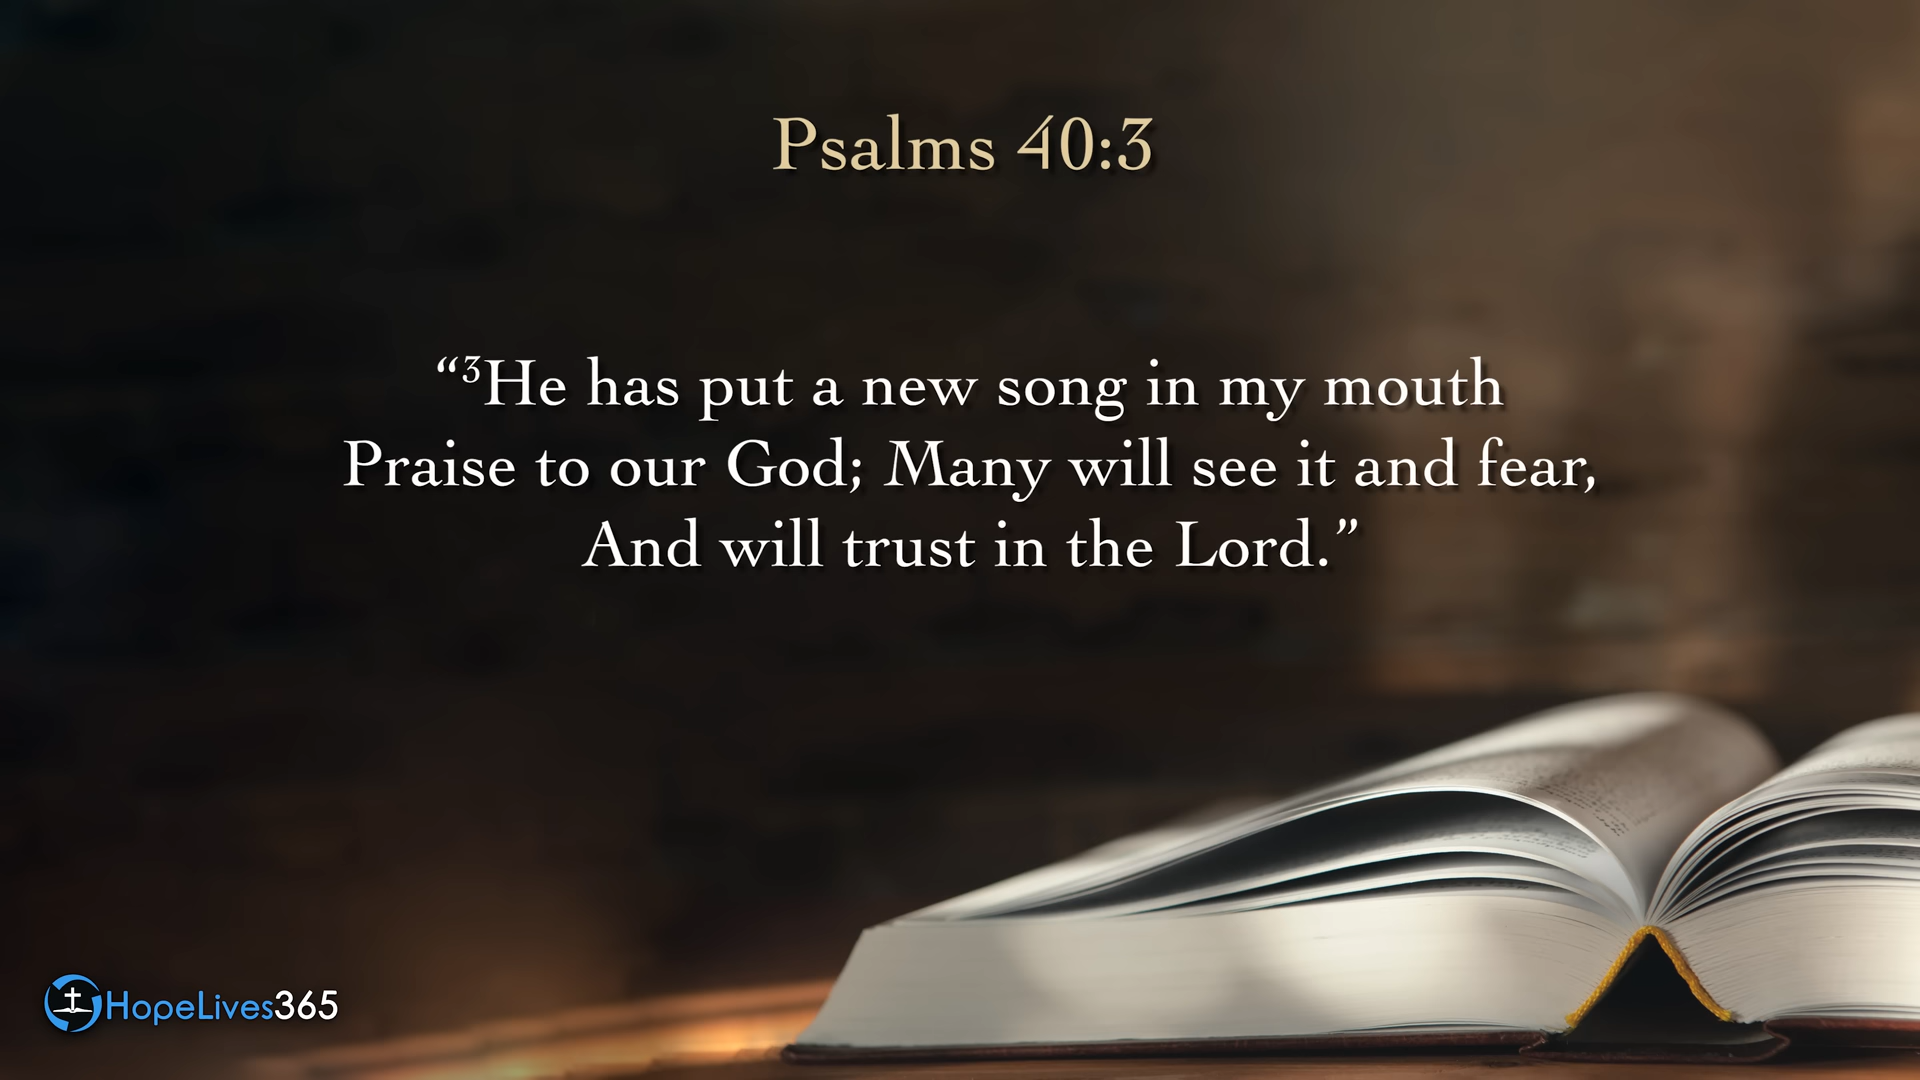 Psalms 40:3
“³He has put a new song in my mouth
Praise to our God; Many will see it and fear,
And will trust in the Lord.”
HopeLives365